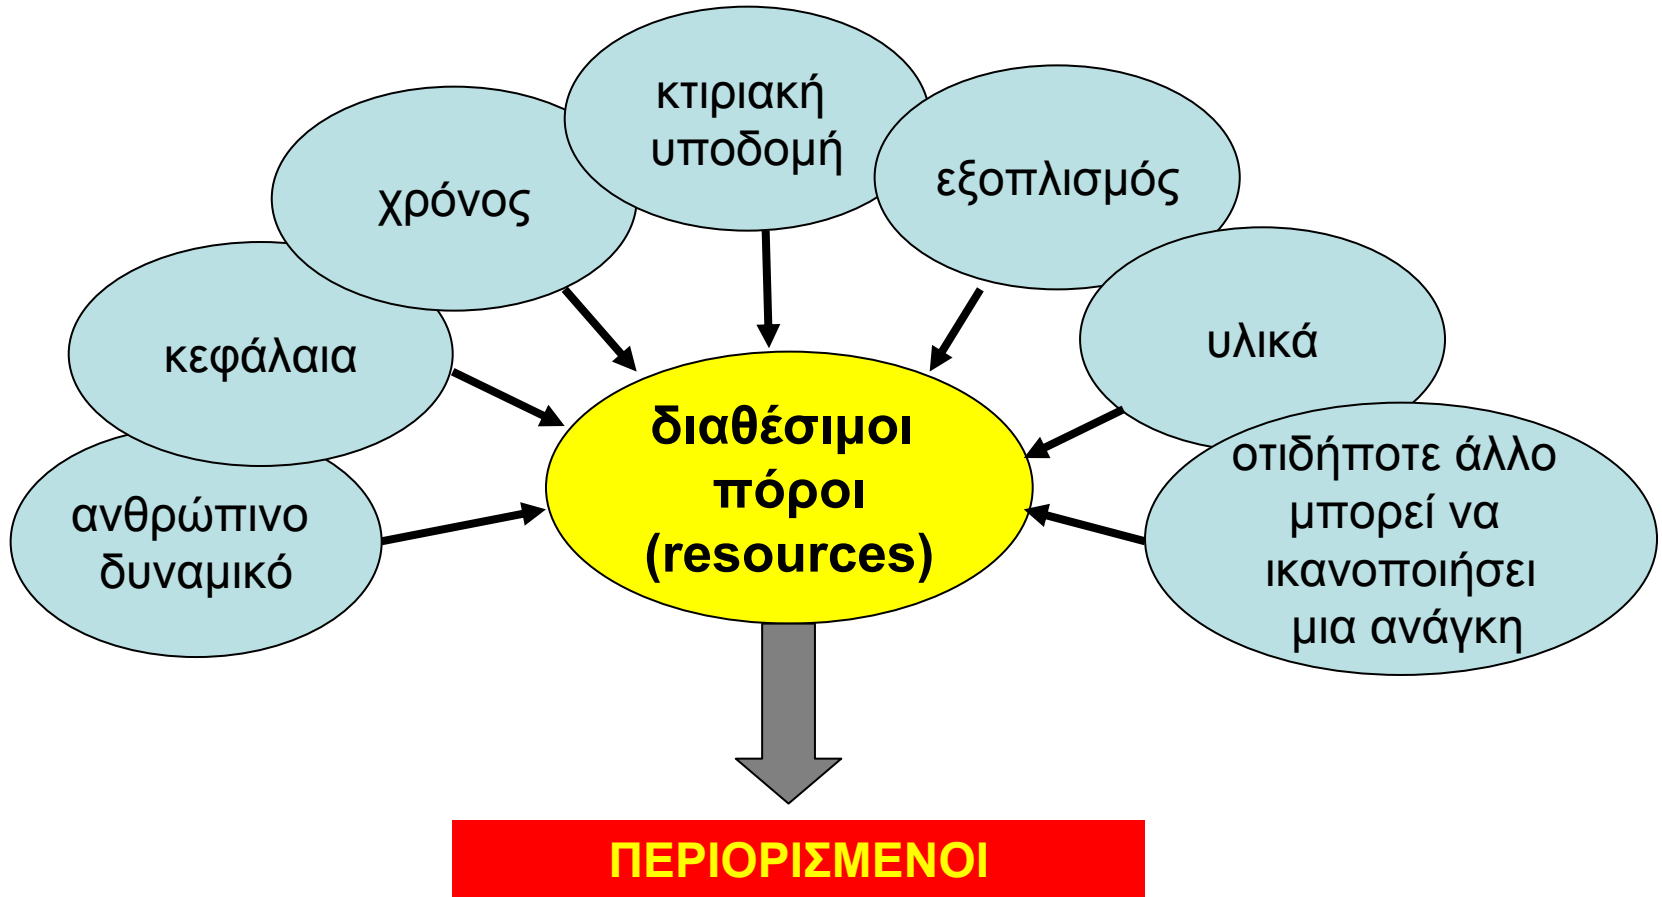 κτιριακή
υποδομή
χρόνος
εξοπλισμός
κεφάλαια
υλικά
ανθρώπινο
δυναμικό
διαθέσιμοι
πόροι
(resources)
οτιδήποτε άλλο
μπορεί να
ικανοποιήσει
μια ανάγκη
ΠΕΡΙΟΡΙΣΜΕΝΟΙ